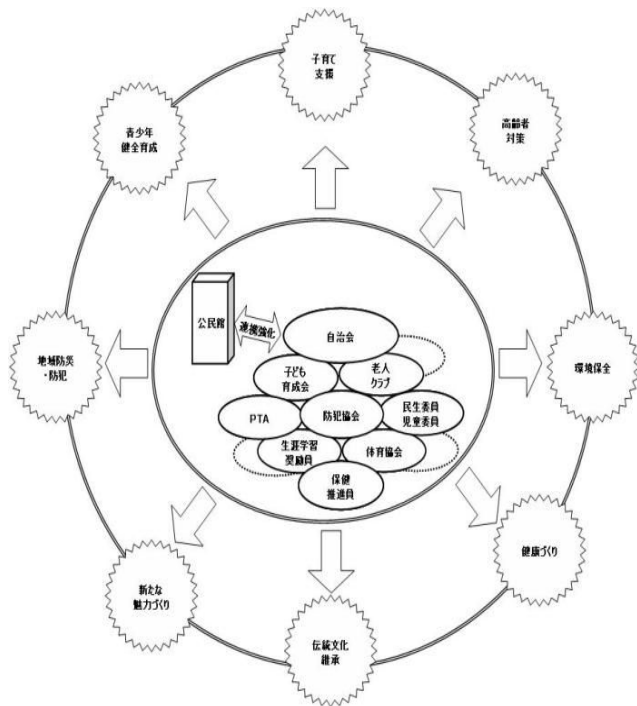 子育て
支援
青少年
健全育成
高齢者
対策
公民館
連携強化
自治会
子ども
育成会
老人
クラブ
地域防災
・防犯
環境保全
PTA
防犯協会
民生委員
児童委員
生涯学習
奨励員
体育協会
保健
推進員
新たな
魅力づくり
健康づくり
伝統文化
継承